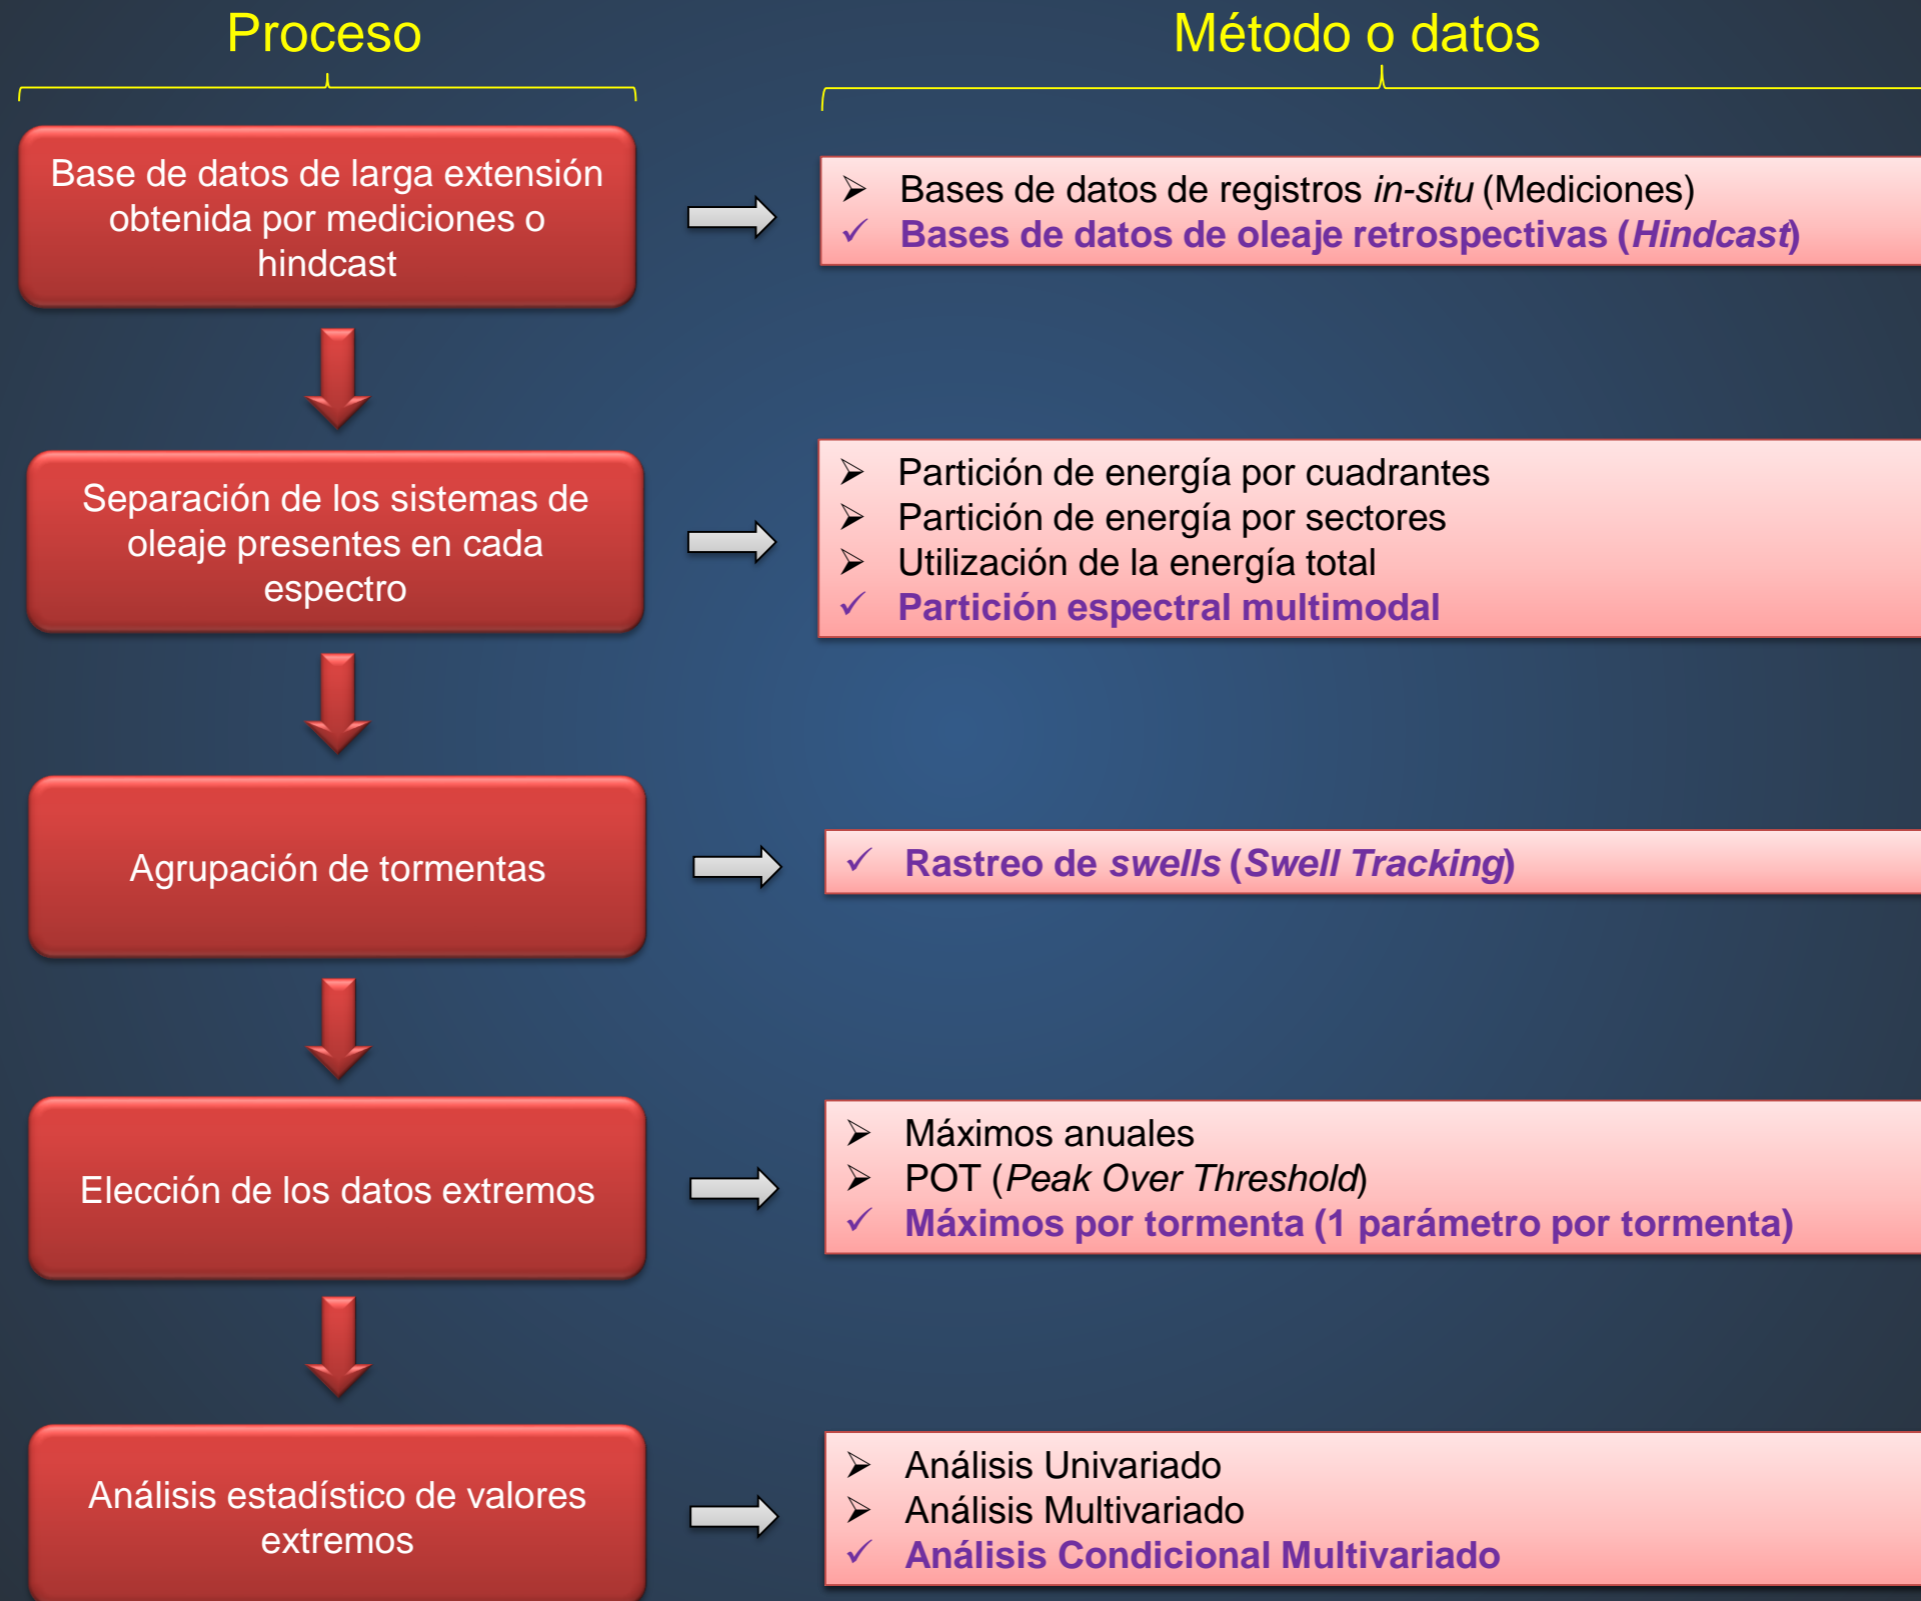 Proceso
Método o datos
Base de datos de larga extensión
obtenida por mediciones o
hindcast
➢ Bases de datos de registros in-situ (Mediciones)
✓ Bases de datos de oleaje retrospectivas (Hindcast)
Separación de los sistemas de
oleaje presentes en cada
espectro
➢ Partición de energía por cuadrantes
➢ Partición de energía por sectores
➢ Utilización de la energía total
✓ Partición espectral multimodal
Agrupación de tormentas
✓ Rastreo de swells (Swell Tracking)
Elección de los datos extremos
➢ Máximos anuales
➢ POT (Peak Over Threshold)
✓ Máximos por tormenta (1 parámetro por tormenta)
Análisis estadístico de valores
extremos
➢ Análisis Univariado
➢ Análisis Multivariado
✓ Análisis Condicional Multivariado